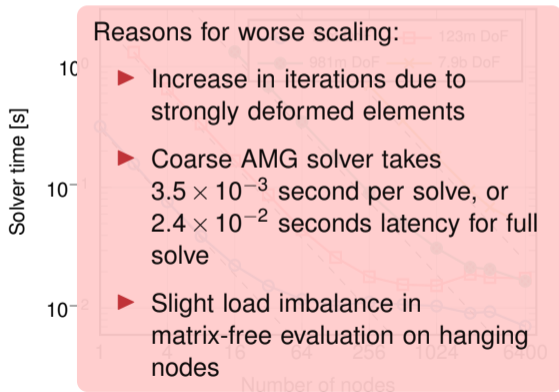 Reasons for worse scaling:
123m DoF
981m DoF
7.9b DoF
▶ Increase in iterations due to
strongly deformed elements
▶ Coarse AMG solver takes
3.5 × 10⁻³ second per solve, or
2.4 × 10⁻² seconds latency for full
solve
▶ Slight load imbalance in
matrix-free evaluation on hanging
nodes
Solver time [s]
10⁰
10⁻¹
10⁻²
1 4 16 64 256 1024 6400
Number of nodes